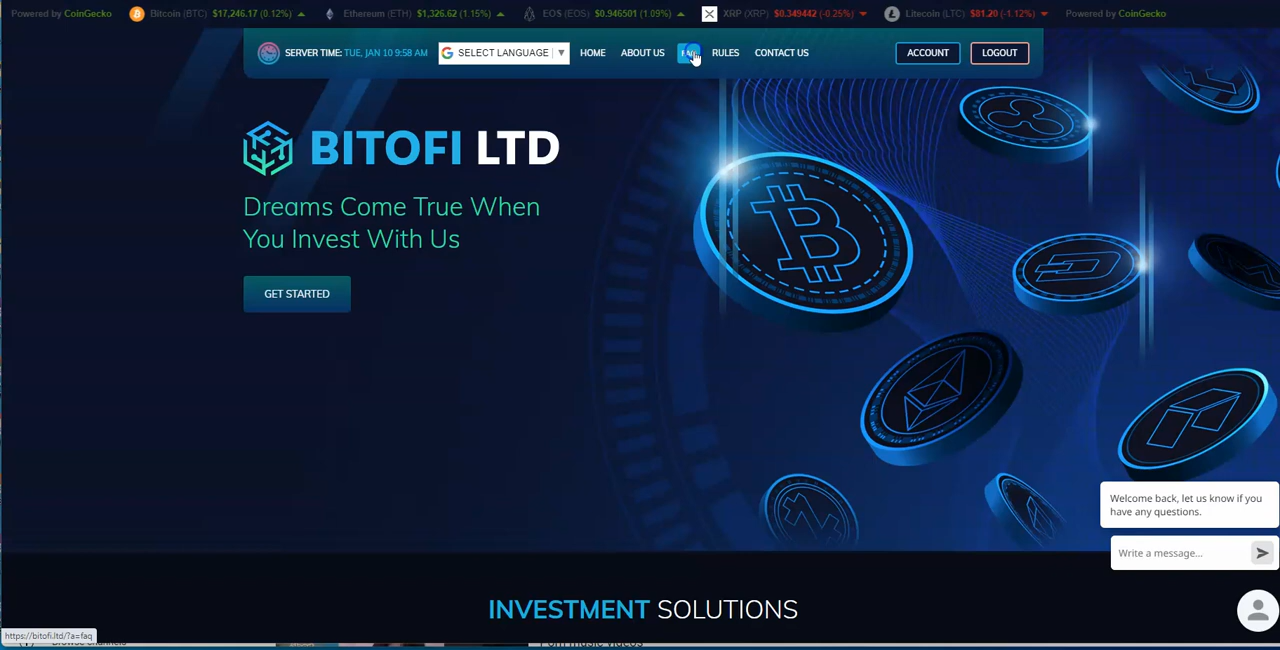 Powered by CoinGecko Bitcoin (BTC) $17,246.17 (0.12%) Ethereum (ETH) $1,326.62 (1.15%) EOS (EOS) $0.946501 (1.09%) XRP (XRP) $0.349442 (-0.25%) Litecoin (LTC) $81.20 (-1.12%) Powered by CoinGecko
SERVER TIME: TUE, JAN 10 9:58 AM SELECT LANGUAGE HOME ABOUT US RULES CONTACT US ACCOUNT LOGOUT
BITOFI LTD
Dreams Come True When
You Invest With Us
GET STARTED
Welcome back, let us know if you
have any questions.
Write a message...
INVESTMENT SOLUTIONS
https://bitofi.ltd/?a=faq